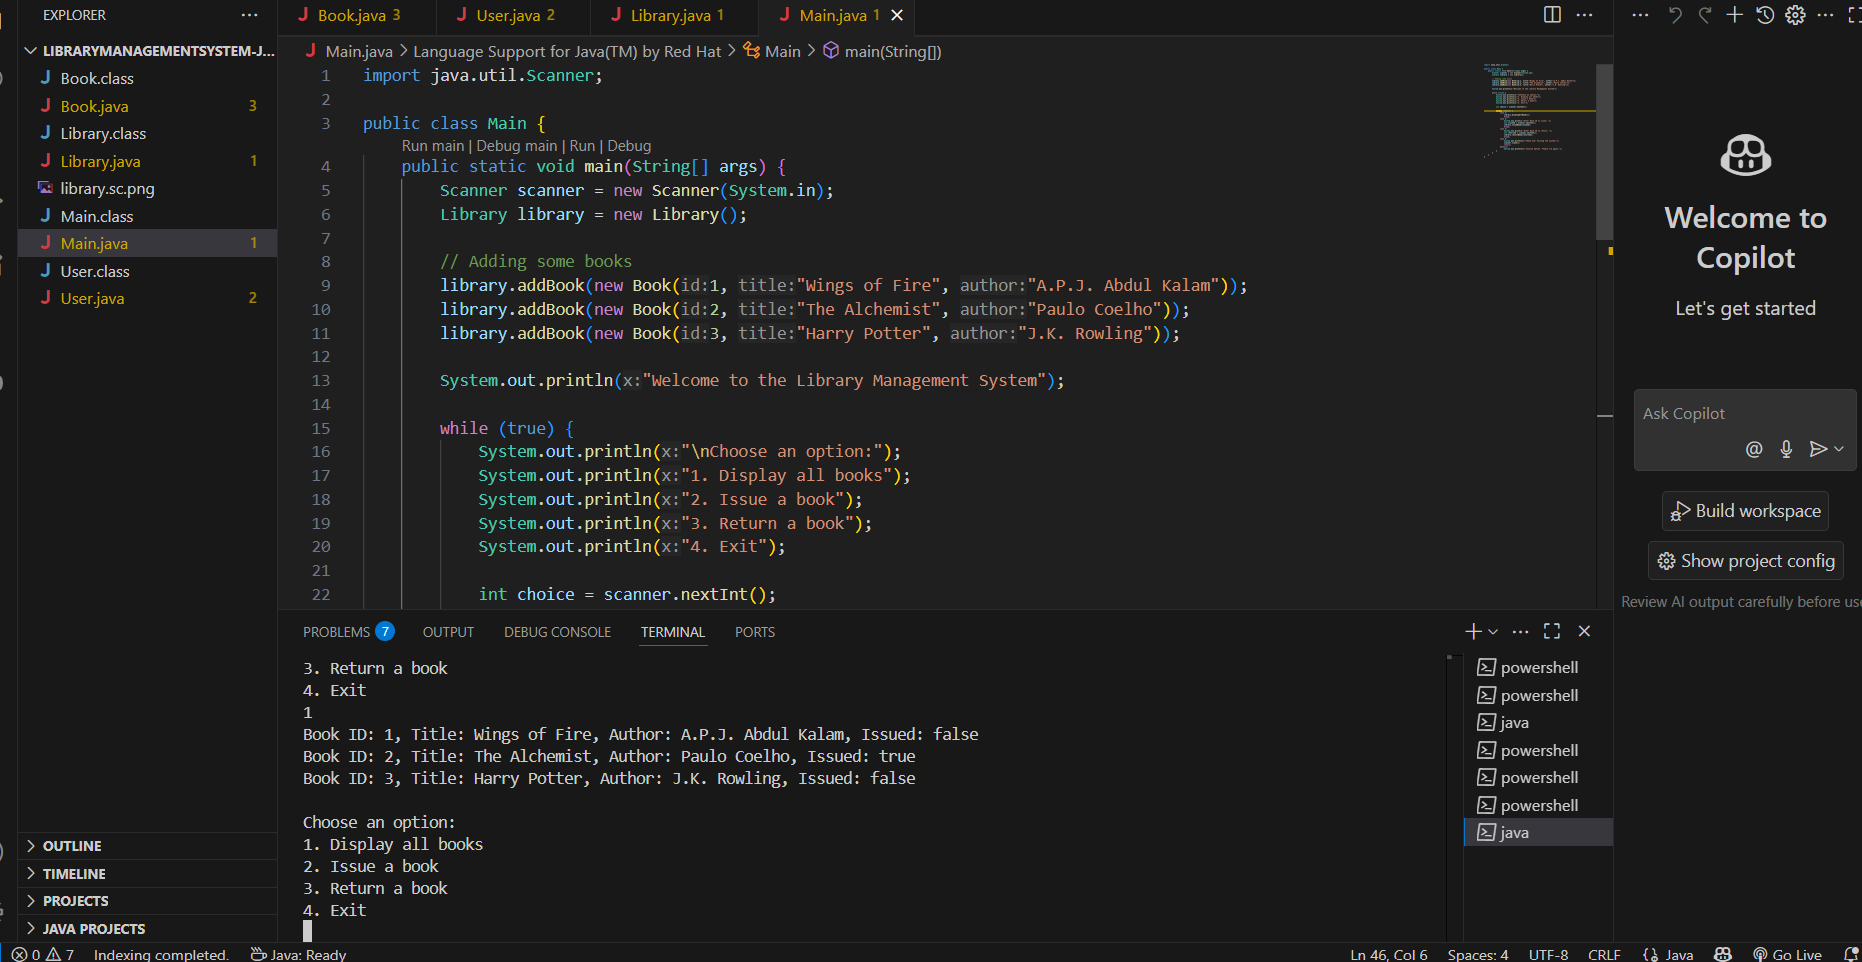 EXPLORER
LIBRARYMANAGEMENTSYSTEM-J...
Book.class
Book.java 3
Library.class
Library.java 1
library.sc.png
Main.class
Main.java 1
User.class
User.java 2
OUTLINE
TIMELINE
PROJECTS
JAVA PROJECTS
Book.java 3
User.java 2
Library.java 1
Main.java 1
Main.java > Language Support for Java(TM) by Red Hat > Main > main(String[])
1 import java.util.Scanner;
2
3 public class Main {
Run main | Debug main | Run | Debug
4 public static void main(String[] args) {
5 Scanner scanner = new Scanner(System.in);
6 Library library = new Library();
7
8 // Adding some books
9 library.addBook(new Book(id:1, title:"Wings of Fire", author:"A.P.J. Abdul Kalam"));
10 library.addBook(new Book(id:2, title:"The Alchemist", author:"Paulo Coelho"));
11 library.addBook(new Book(id:3, title:"Harry Potter", author:"J.K. Rowling"));
12
13 System.out.println(x:"Welcome to the Library Management System");
14
15 while (true) {
16 System.out.println(x:"\nChoose an option:");
17 System.out.println(x:"1. Display all books");
18 System.out.println(x:"2. Issue a book");
19 System.out.println(x:"3. Return a book");
20 System.out.println(x:"4. Exit");
21
22 int choice = scanner.nextInt();
PROBLEMS 7 OUTPUT DEBUG CONSOLE TERMINAL PORTS
3. Return a book
4. Exit
1
Book ID: 1, Title: Wings of Fire, Author: A.P.J. Abdul Kalam, Issued: false
Book ID: 2, Title: The Alchemist, Author: Paulo Coelho, Issued: true
Book ID: 3, Title: Harry Potter, Author: J.K. Rowling, Issued: false
Choose an option:
1. Display all books
2. Issue a book
3. Return a book
4. Exit
powershell
powershell
java
powershell
powershell
powershell
java
Welcome to
Copilot
Let's get started
Ask Copilot
@
Build workspace
Show project config
Review AI output carefully before use
0 7 Indexing completed. Java: Ready
Ln 46, Col 6 Spaces: 4 UTF-8 CRLF {} Java Go Live